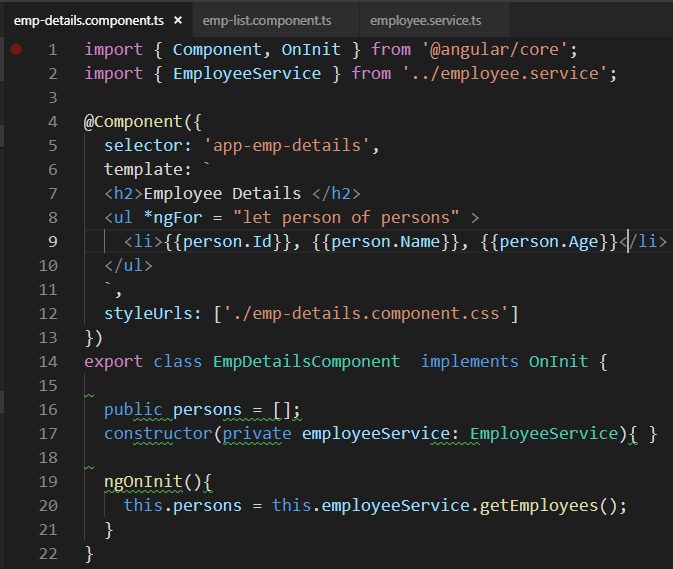 emp-details.component.ts × emp-list.component.ts employee.service.ts
1 import { Component, OnInit } from '@angular/core';
2 import { EmployeeService } from '../employee.service';
3
4 @Component({
5 selector: 'app-emp-details',
6 template: `
7 <h2>Employee Details </h2>
8 <ul *ngFor = "let person of persons" >
9 <li>{{person.Id}}, {{person.Name}}, {{person.Age}}</li>
10 </ul>
11 `,
12 styleUrls: ['./emp-details.component.css']
13 })
14 export class EmpDetailsComponent  implements OnInit {
15
16 public persons = [];
17 constructor(private employeeService: EmployeeService){ }
18
19 ngOnInit(){
20 this.persons = this.employeeService.getEmployees();
21 }
22 }